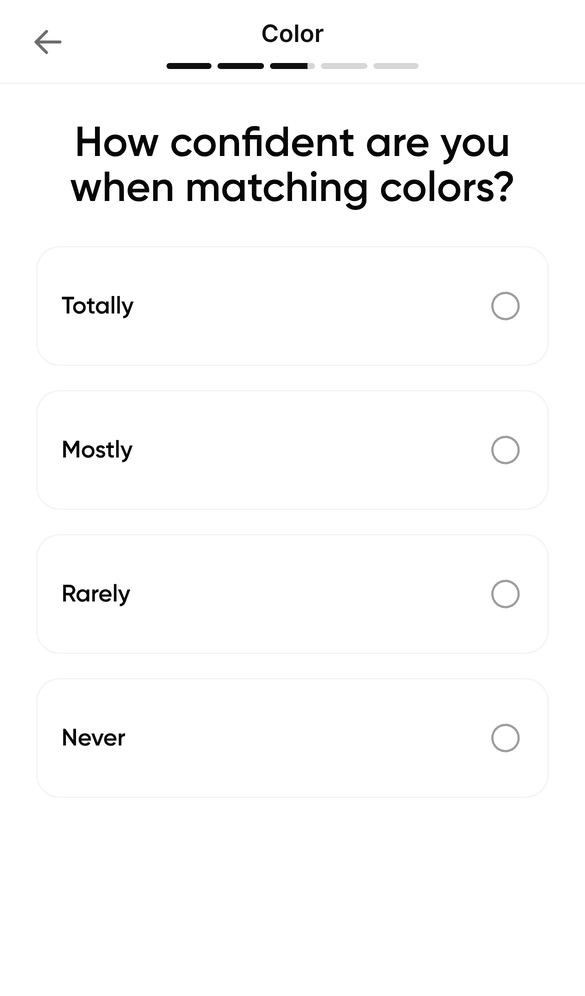 Color
How confident are you
when matching colors?
Totally
Mostly
Rarely
Never